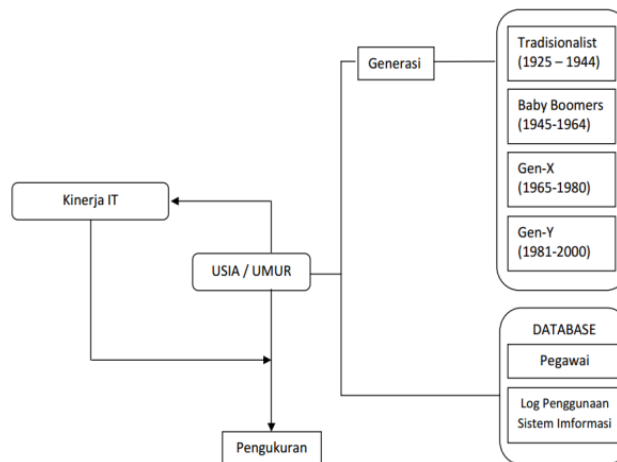 Generasi
Tradisionalist
(1925 – 1944)
Baby Boomers
(1945-1964)
Gen-X
(1965-1980)
Gen-Y
(1981-2000)
Kinerja IT
USIA / UMUR
DATABASE
Pegawai
Log Penggunaan
Sistem Imformasi
Pengukuran